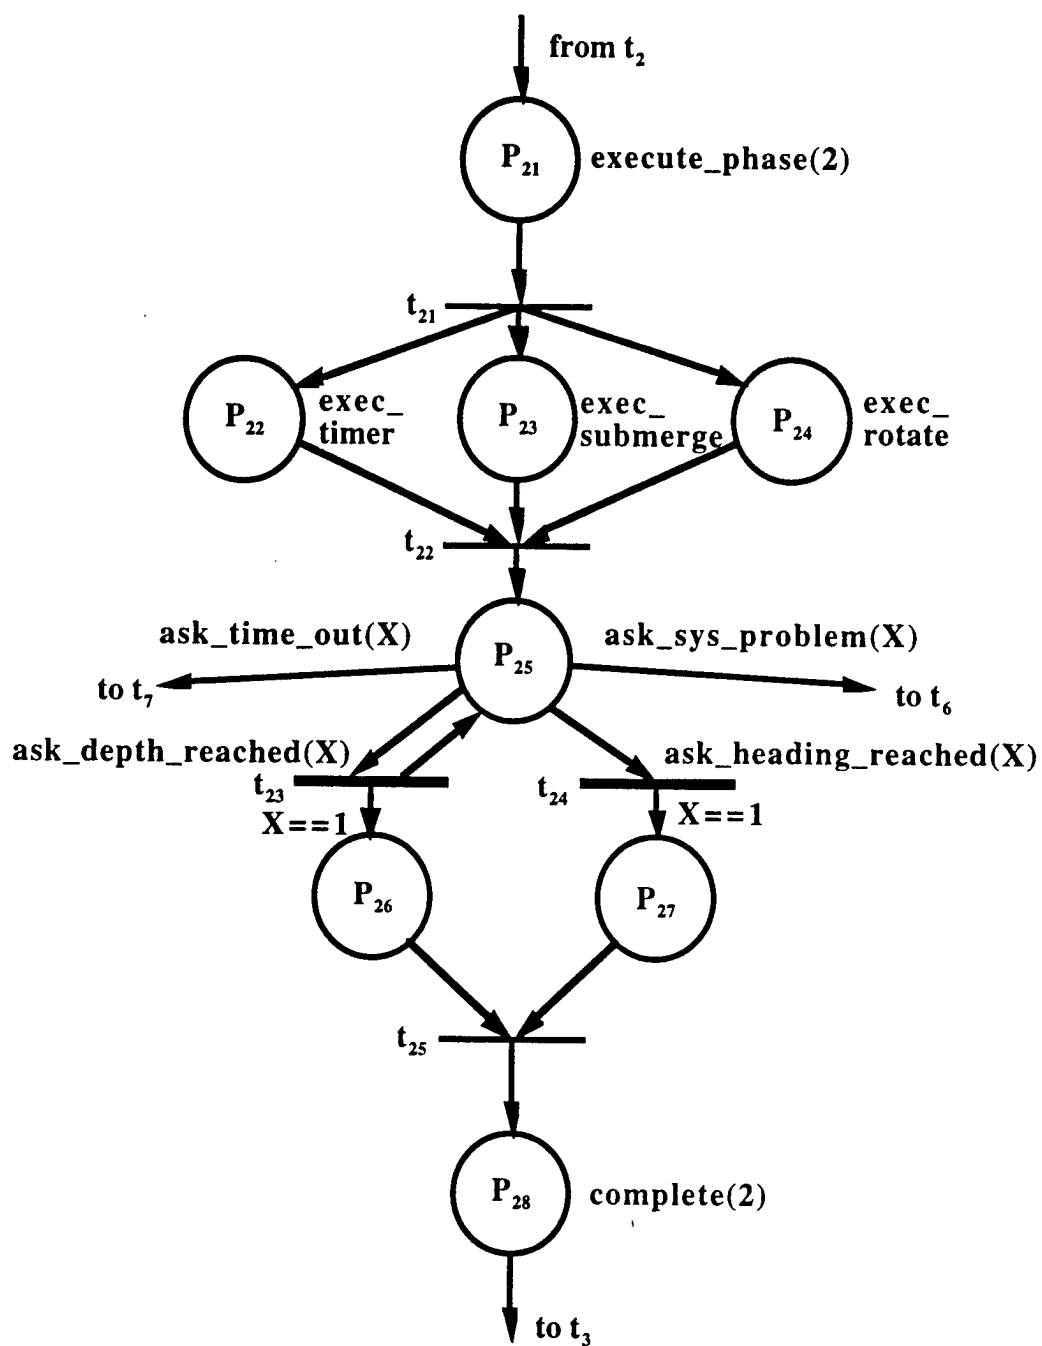 from t₂
P₂₁ execute_phase(2)
t₂₁
P₂₂ exec_
timer
P₂₃ exec_
submerge
P₂₄ exec_
rotate
t₂₂
ask_time_out(X)
P₂₅
ask_sys_problem(X)
to t₇
to t₆
ask_depth_reached(X)
ask_heading_reached(X)
t₂₃
t₂₄
X==1
X==1
P₂₆
P₂₇
t₂₅
P₂₈ complete(2)
to t₃